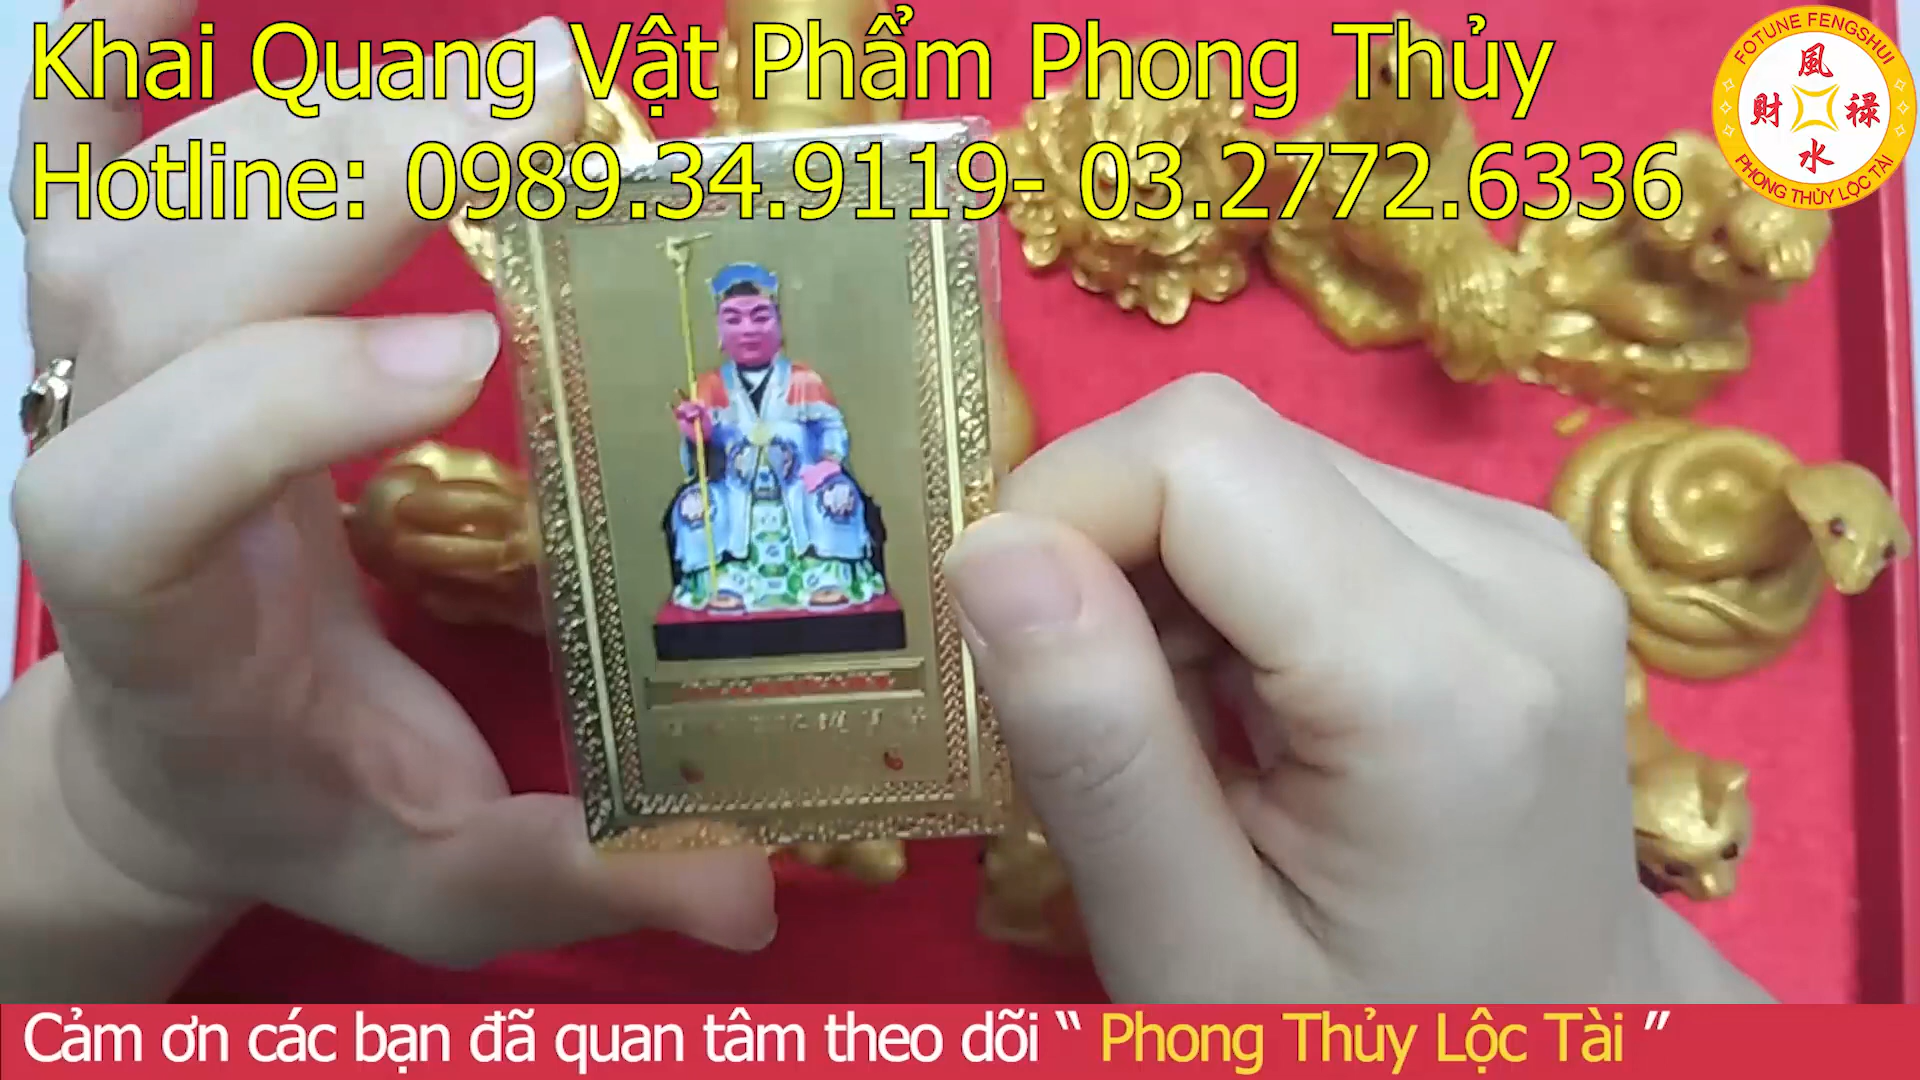 Khai Quang Vật Phẩm Phong Thủy
Hotline: 0989.34.9119- 03.2772.6336
FOTUNE FENGSHUI
風
財 禄
水
PHONG THỦY LỘC TÀI
Cảm ơn các bạn đã quan tâm theo dõi “ Phong Thủy Lộc Tài ”